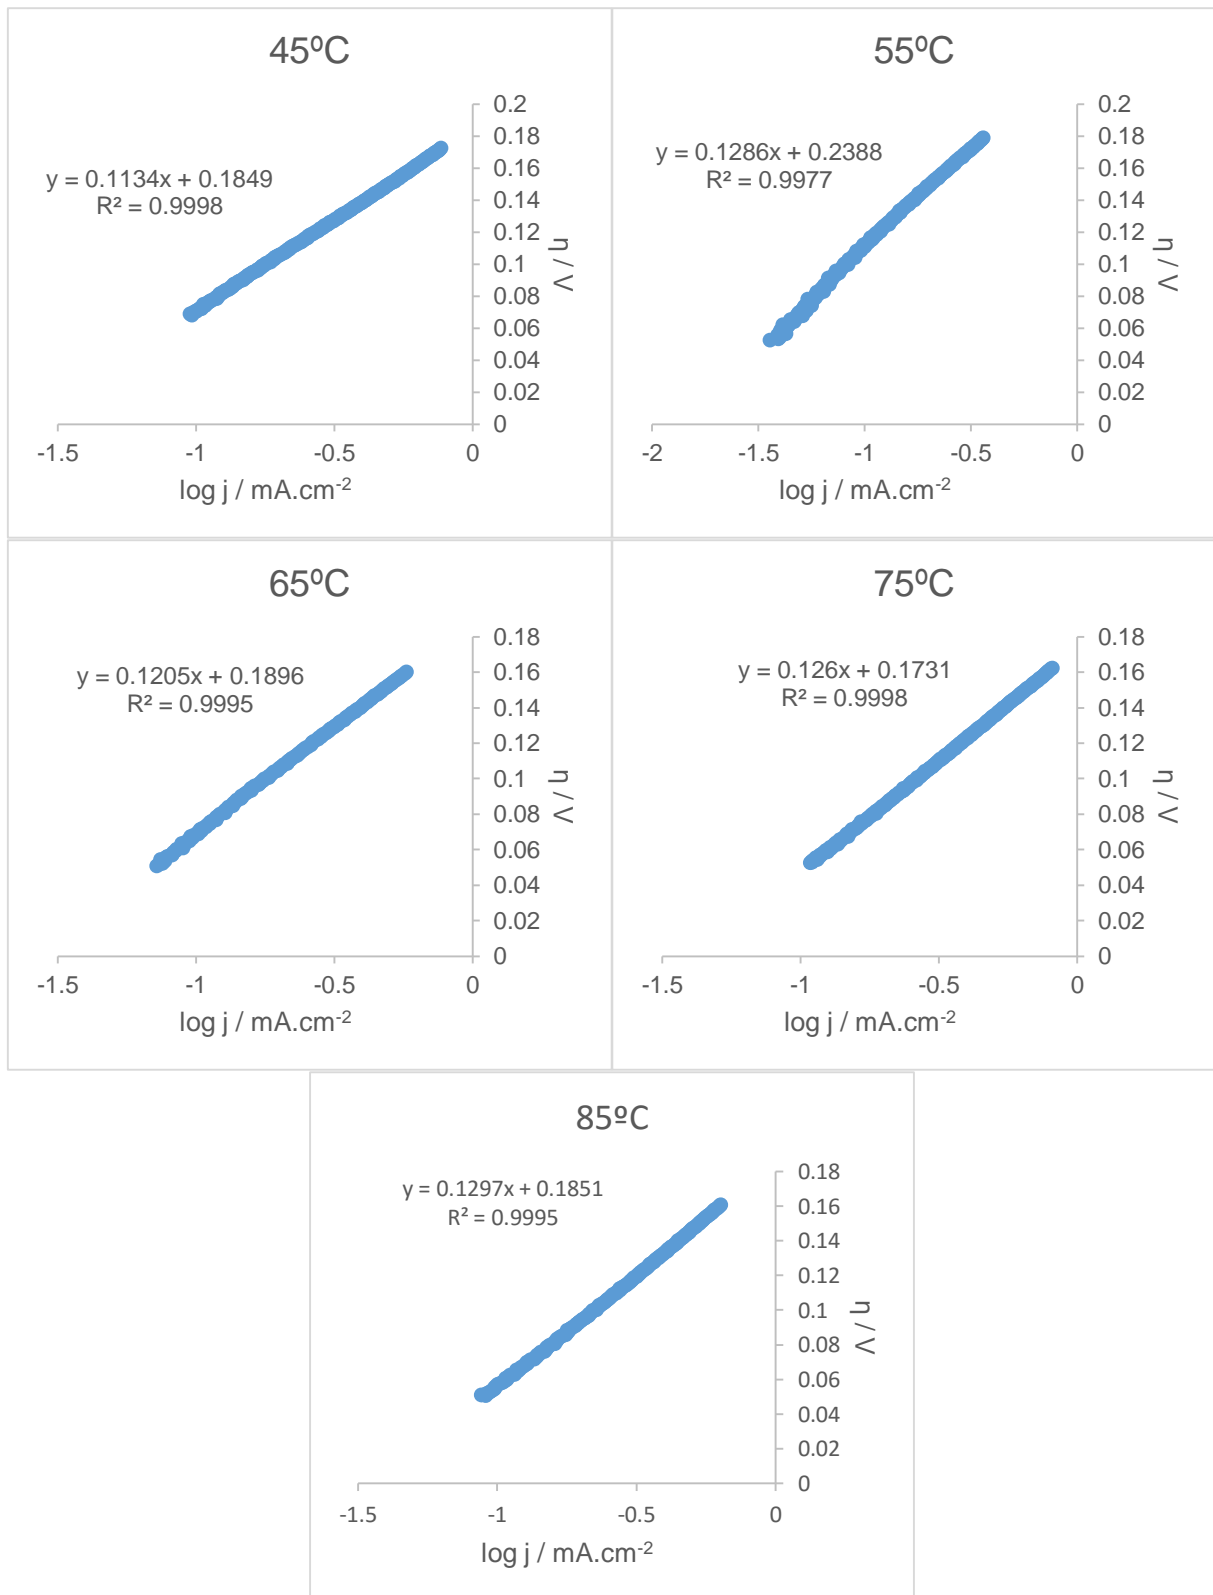 45⁰C
y = 0.1134x + 0.1849
R² = 0.9998
0.2
0.18
0.16
0.14
0.12
0.1
0.08
0.06
0.04
0.02
0
η / V
-1.5 -1 -0.5 0
log j / mA.cm⁻²
55⁰C
y = 0.1286x + 0.2388
R² = 0.9977
0.2
0.18
0.16
0.14
0.12
0.1
0.08
0.06
0.04
0.02
0
η / V
-2 -1.5 -1 -0.5 0
log j / mA.cm⁻²
65⁰C
y = 0.1205x + 0.1896
R² = 0.9995
0.18
0.16
0.14
0.12
0.1
0.08
0.06
0.04
0.02
0
η / V
-1.5 -1 -0.5 0
log j / mA.cm⁻²
75⁰C
y = 0.126x + 0.1731
R² = 0.9998
0.18
0.16
0.14
0.12
0.1
0.08
0.06
0.04
0.02
0
η / V
-1.5 -1 -0.5 0
log j / mA.cm⁻²
85ºC
y = 0.1297x + 0.1851
R² = 0.9995
0.18
0.16
0.14
0.12
0.1
0.08
0.06
0.04
0.02
0
η / V
-1.5 -1 -0.5 0
log j / mA.cm⁻²